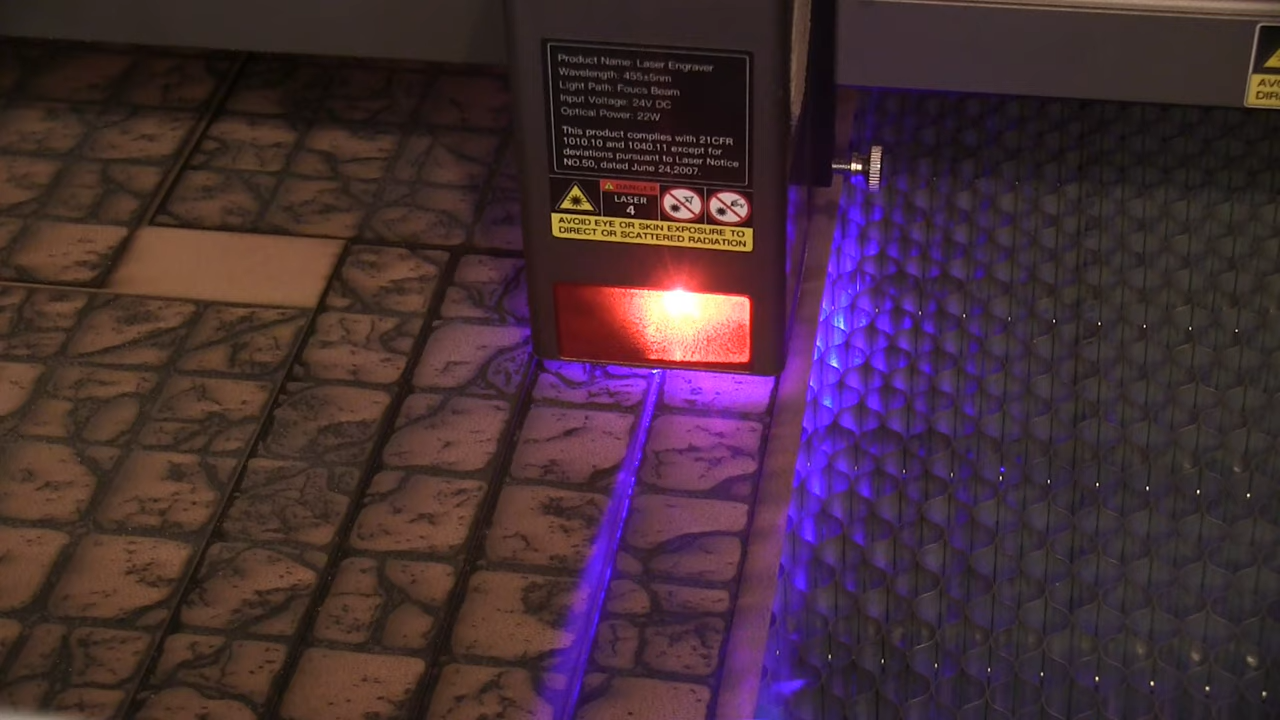 Product Name: Laser Engraver
Wavelength: 455±5nm
Light Path: Foucs Beam
Input Voltage: 24V DC
Optical Power: 22W
This product complies with 21CFR
1010.10 and 1040.11 except for
deviations pursuant to Laser Notice
NO.50, dated June 24,2007.
DANGER
LASER
4
AVOID EYE OR SKIN EXPOSURE TO
DIRECT OR SCATTERED RADIATION